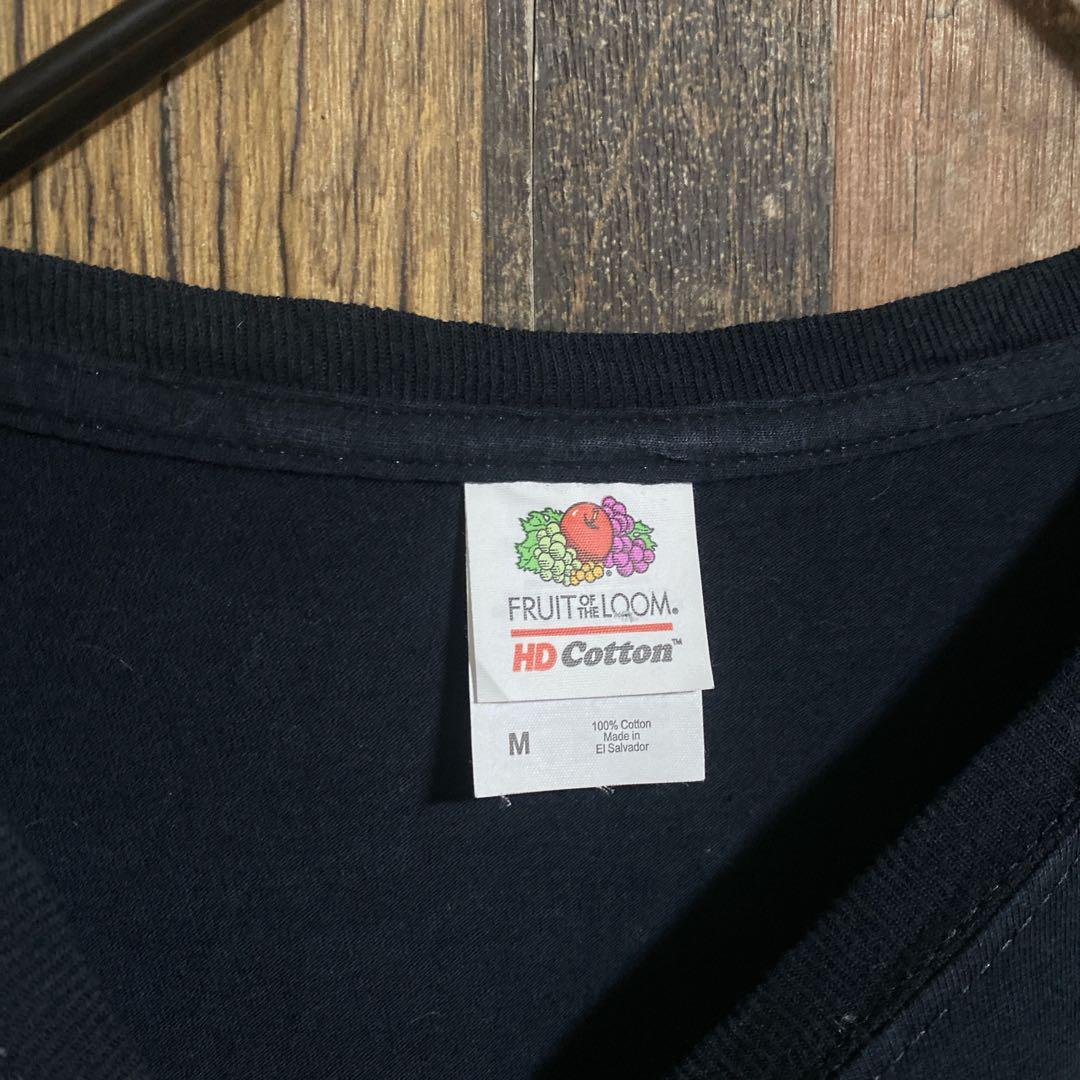 FRUIT OF THE LOOM®
HD Cotton™
M
100% Cotton
Made in
El Salvador